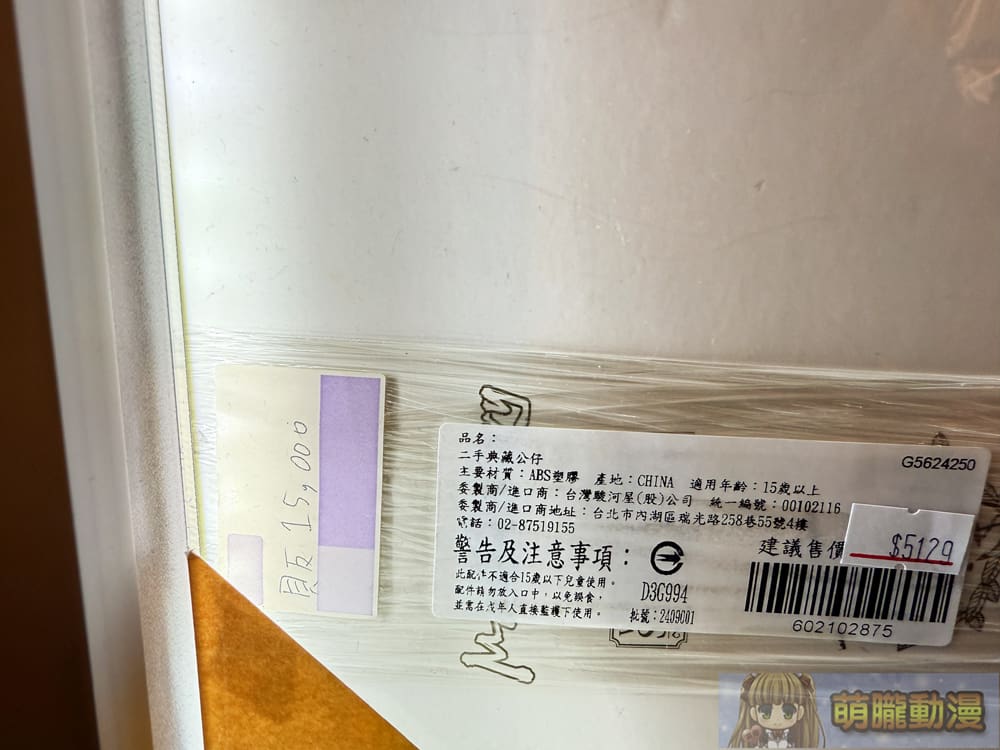 買取 15,000
品名：
二手典藏公仔
G5624250
主要材質：ABS塑膠 產地：CHINA 適用年齡：15歲以上
委製商/進口商：台灣駿河屋(股)公司 統一編號：00102116
委製商/進口商地址：台北市內湖區瑞光路258巷55號4樓
電話：02-87519155
警告及注意事項：
此配件不適合15歲以下兒童使用。
配件請勿放入口中，以免誤食，
並需在成年人直接監護下使用。
D3G994
批號：2409001
建議售價
$5129
602102875
萌朧動漫